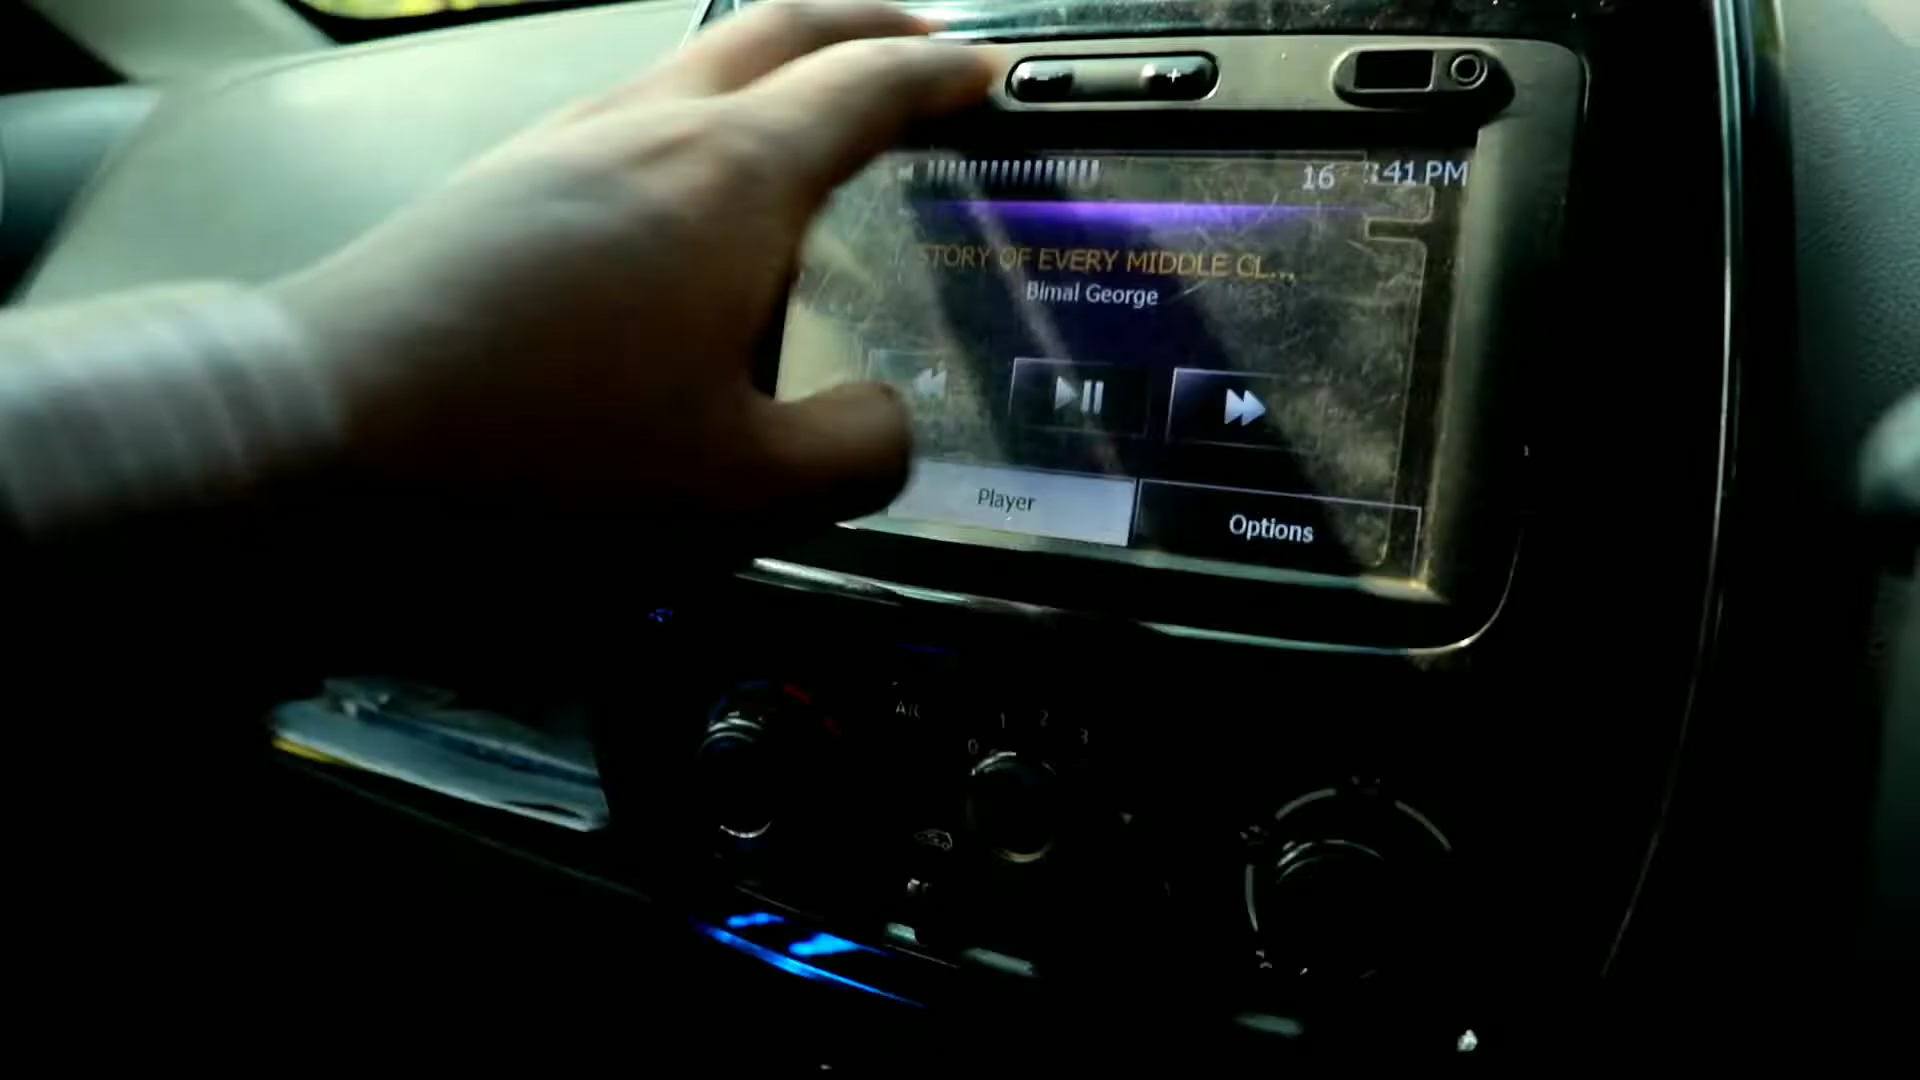 - +
16 :41 PM
STORY OF EVERY MIDDLE CL...
Bimal George
Player
Options
A/C
0 1 2 3